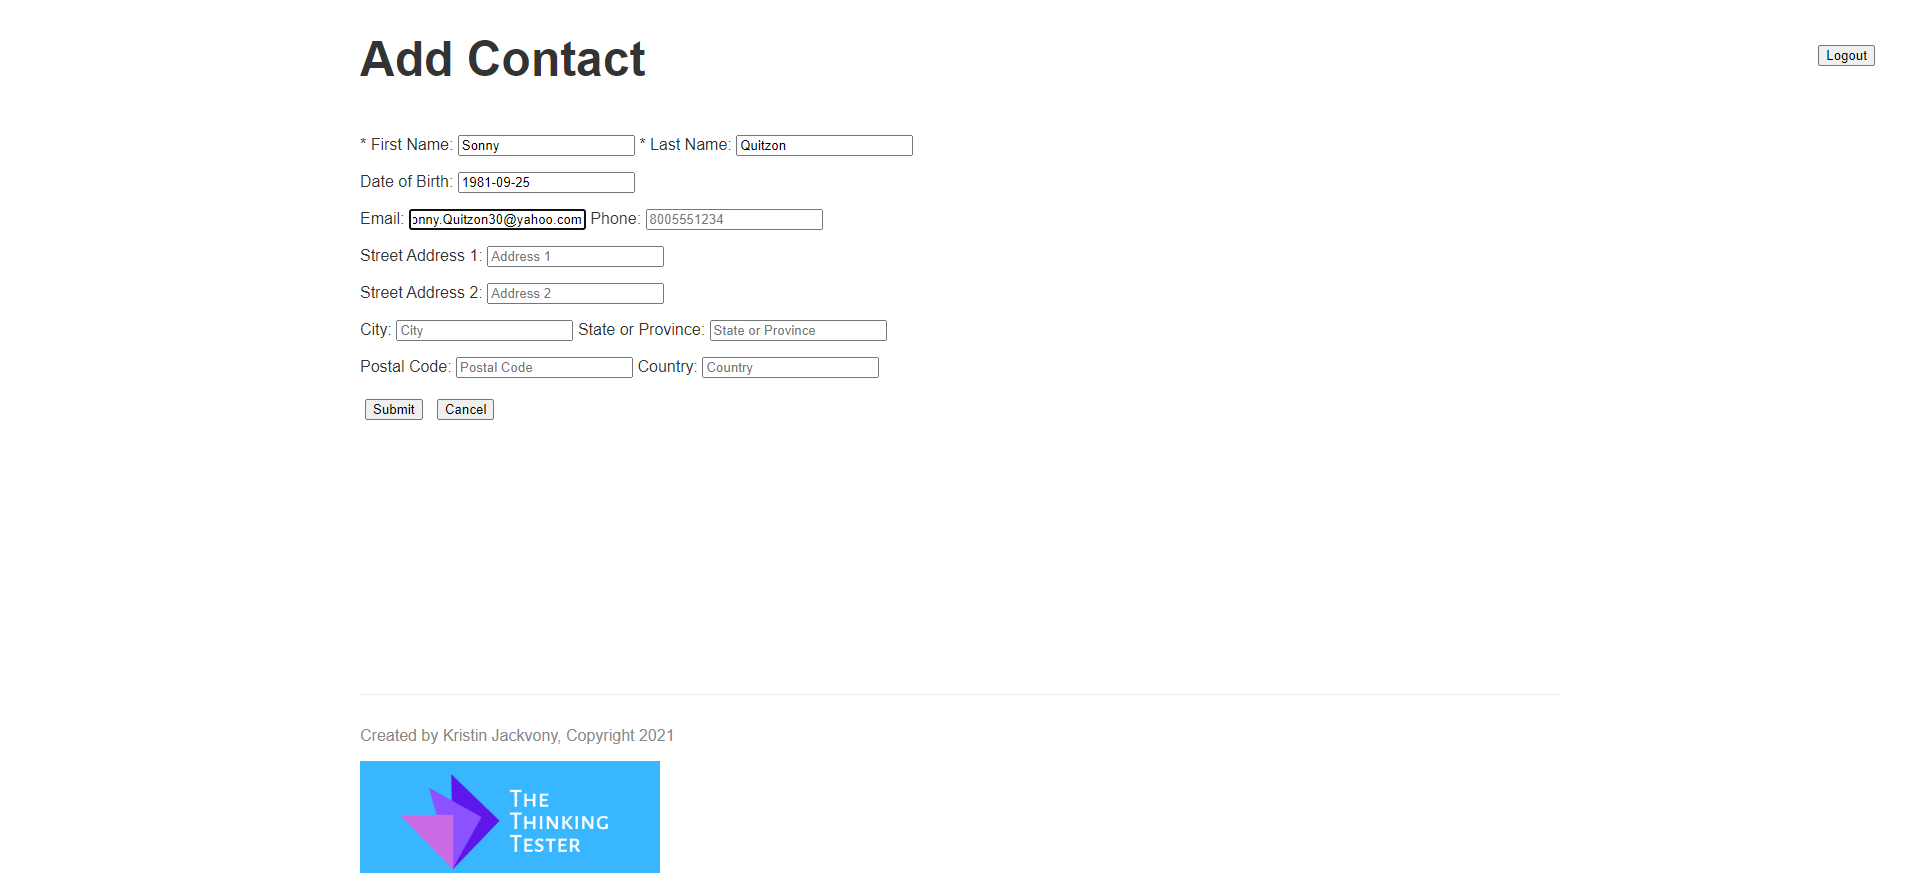 Add Contact
Logout
* First Name: Sonny * Last Name: Quitzon
Date of Birth: 1981-09-25
Email: onny.Quitzon30@yahoo.com Phone: 8005551234
Street Address 1: Address 1
Street Address 2: Address 2
City: City State or Province: State or Province
Postal Code: Postal Code Country: Country
Submit Cancel
Created by Kristin Jackvony, Copyright 2021
THE
THINKING
TESTER